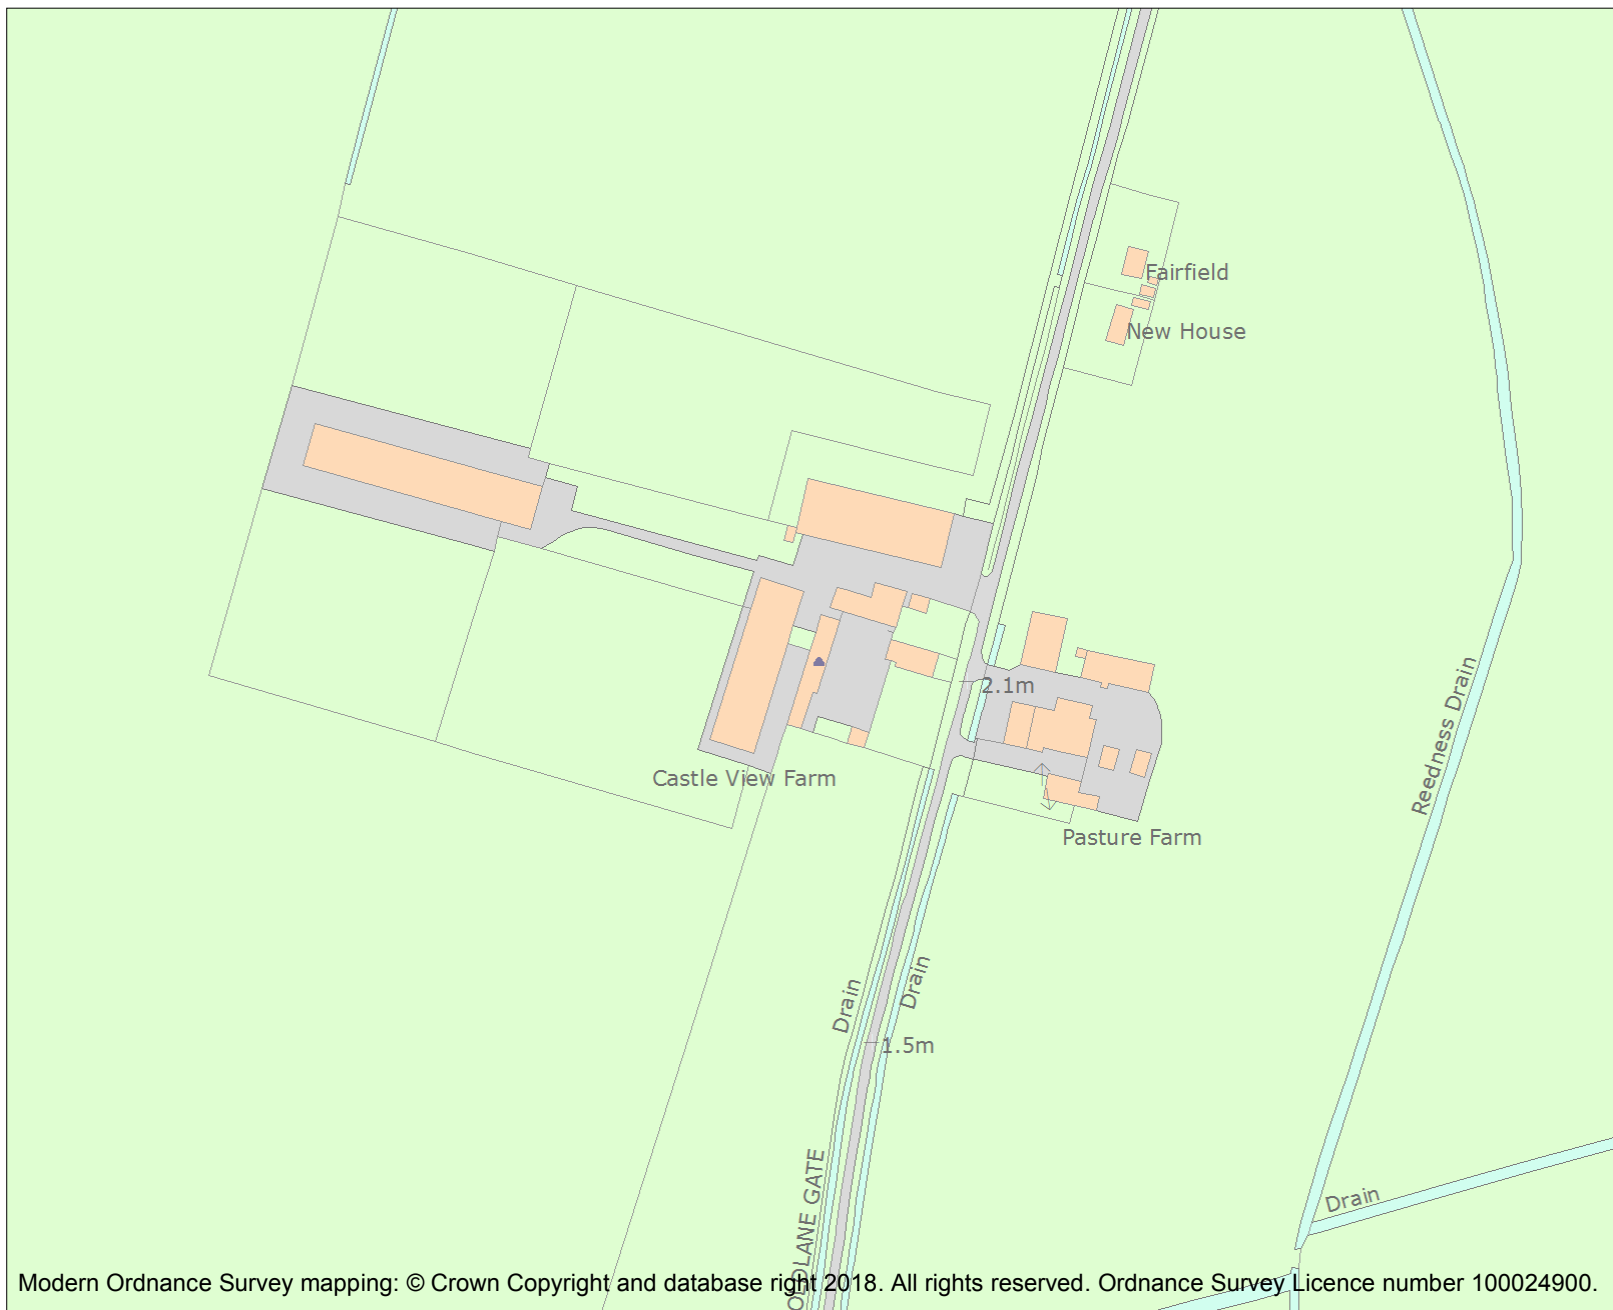 Fairfield
New House
2.1m
Reedness Drain
Castle View Farm
Pasture Farm
Drain
Drain
1.5m
LANE GATE
Drain
Modern Ordnance Survey mapping: © Crown Copyright and database right 2018. All rights reserved. Ordnance Survey Licence number 100024900.